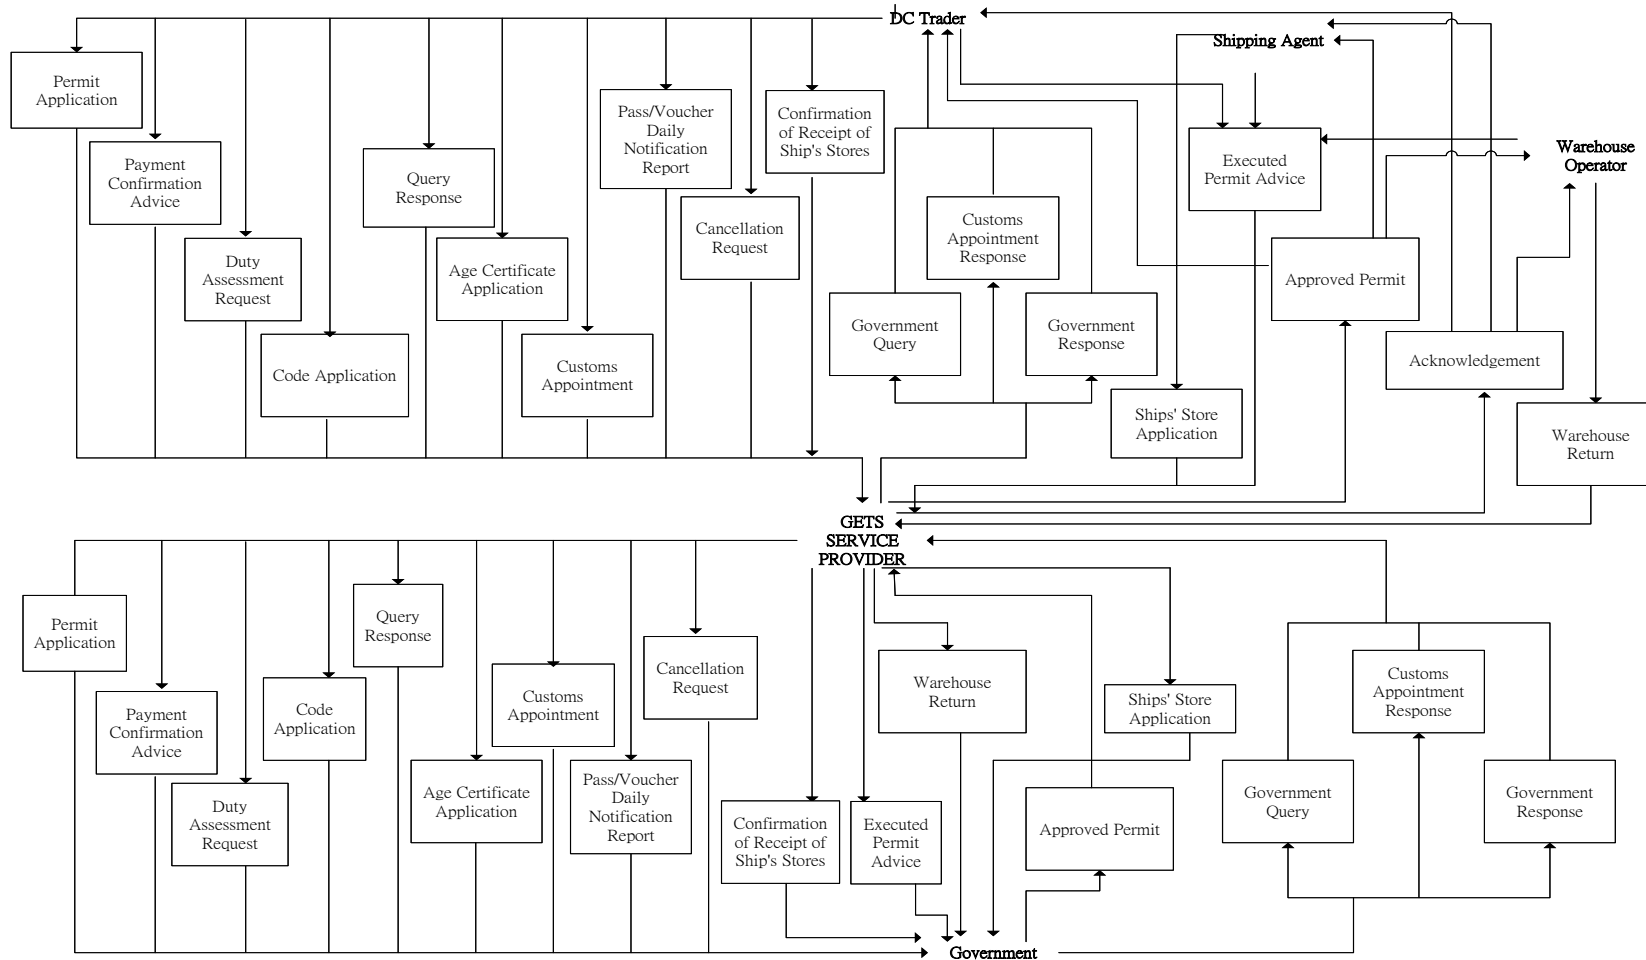 DC Trader
Shipping Agent
Permit
Application
Pass/Voucher
Daily
Notification
Report
Confirmation
of Receipt of
Ship's Stores
Warehouse
Operator
Payment
Confirmation
Advice
Query
Response
Executed
Permit Advice
Cancellation
Request
Customs
Appointment
Response
Duty
Assessment
Request
Age Certificate
Application
Approved Permit
Government
Query
Government
Response
Code Application
Customs
Appointment
Acknowledgement
Ships' Store
Application
Warehouse
Return
GETS
SERVICE
PROVIDER
Permit
Application
Query
Response
Cancellation
Request
Warehouse
Return
Customs
Appointment
Response
Payment
Confirmation
Advice
Code
Application
Customs
Appointment
Ships' Store
Application
Duty
Assessment
Request
Age Certificate
Application
Pass/Voucher
Daily
Notification
Report
Confirmation
of Receipt of
Ship's Stores
Executed
Permit
Advice
Approved Permit
Government
Query
Government
Response
Government